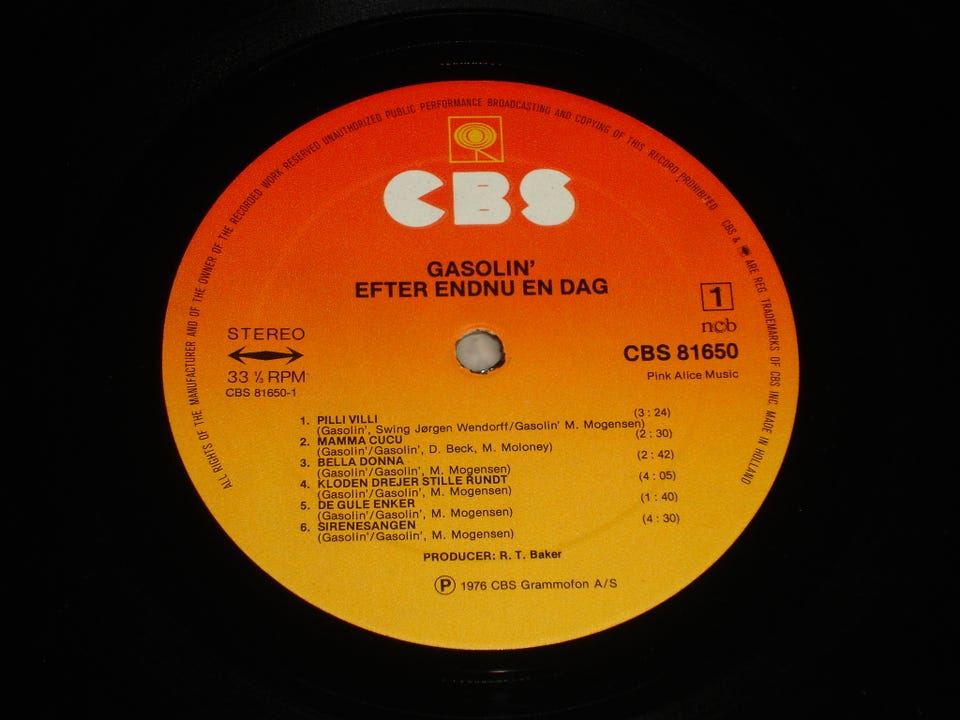 ALL RIGHTS OF THE MANUFACTURER AND OF THE OWNER OF THE RECORDED WORK RESERVED UNAUTHORIZED PUBLIC PERFORMANCE BROADCASTING AND COPYING OF THIS RECORD PROHIBITED CBS & ARE REG. TRADEMARKS OF CBS INC. MADE IN HOLLAND
CBS
GASOLIN'
EFTER ENDNU EN DAG
1
ncb
STEREO
CBS 81650
33 ⅓ RPM
Pink Alice Music
CBS 81650-1
1. PILLI VILLI (3 : 24)
(Gasolin', Swing Jørgen Wendorff/Gasolin' M. Mogensen)
2. MAMMA CUCU (2 : 30)
(Gasolin'/Gasolin', D. Beck, M. Moloney)
3. BELLA DONNA (2 : 42)
(Gasolin'/Gasolin', M. Mogensen)
4. KLODEN DREJER STILLE RUNDT (4 : 05)
(Gasolin'/Gasolin', M. Mogensen)
5. DE GULE ENKER (1 : 40)
(Gasolin'/Gasolin', M. Mogensen)
6. SIRENESANGEN (4 : 30)
(Gasolin'/Gasolin', M. Mogensen)
PRODUCER: R. T. Baker
Ⓟ 1976 CBS Grammofon A/S